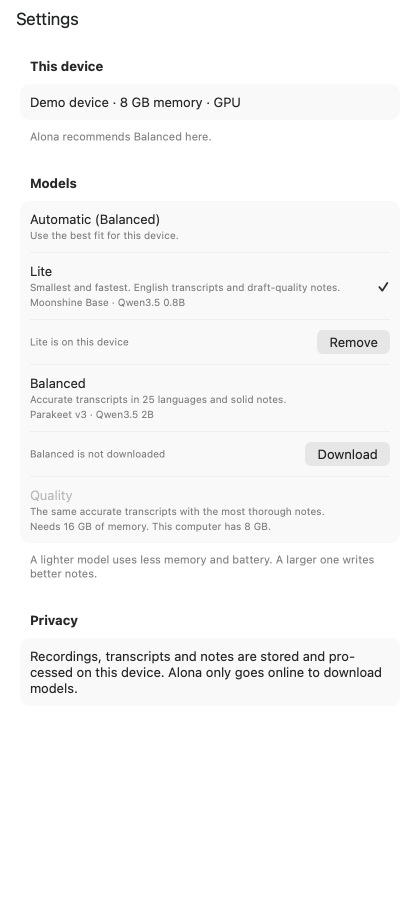 Settings
This device
Demo device · 8 GB memory · GPU
Alona recommends Balanced here.
Models
Automatic (Balanced)
Use the best fit for this device.
Lite
Smallest and fastest. English transcripts and draft-quality notes.
Moonshine Base · Qwen3.5 0.8B
Lite is on this device
Remove
Balanced
Accurate transcripts in 25 languages and solid notes.
Parakeet v3 · Qwen3.5 2B
Balanced is not downloaded
Download
Quality
The same accurate transcripts with the most thorough notes.
Needs 16 GB of memory. This computer has 8 GB.
A lighter model uses less memory and battery. A larger one writes
better notes.
Privacy
Recordings, transcripts and notes are stored and pro-
cessed on this device. Alona only goes online to download
models.